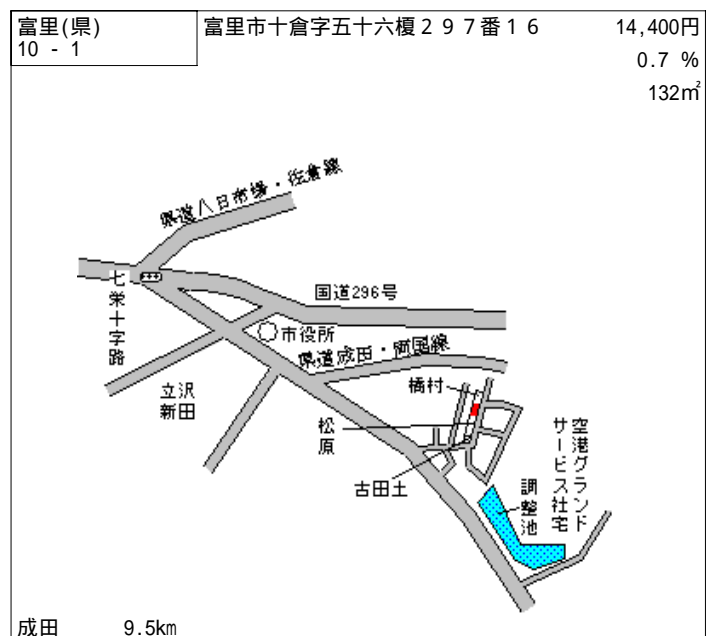 富里(県)
10 - 1
富里市十倉字五十六榎２９７番１６
14,400円
0.7 %
132㎡
県道八日市場・佐倉線
七栄十字路
国道296号
市役所
県道成田・両国線
立沢
新田
橋村
松原
古田土
空港グランド
サービス社宅
調整池
成田 9.5km